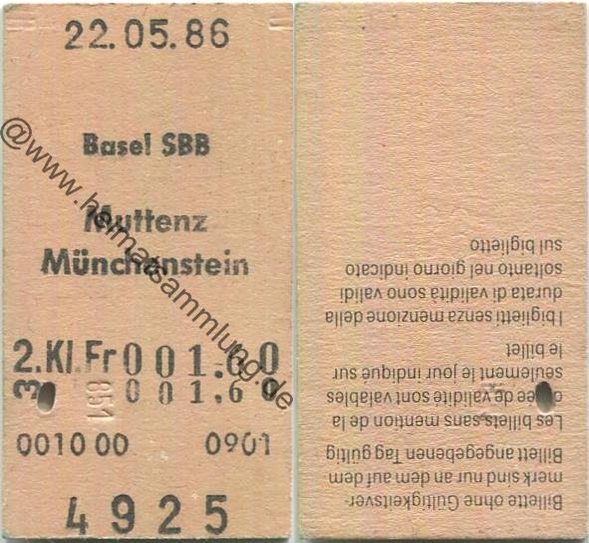 22.05.86
Basel SBB
Muttenz
Münchenstein
2.Kl.Fr 001.60
3 851 001.60
0010 00 0901
4925
@www.heimatsammlung.de
Billette ohne Gültigkeitsver-
merk sind nur an dem auf dem
Billett angegebenen Tag gültig
Les billets sans mention de la
durée de validité sont valables
seulement le jour indiqué sur
le billet
I biglietti senza menzione della
durata di validità sono validi
soltanto nel giorno indicato
sul biglietto